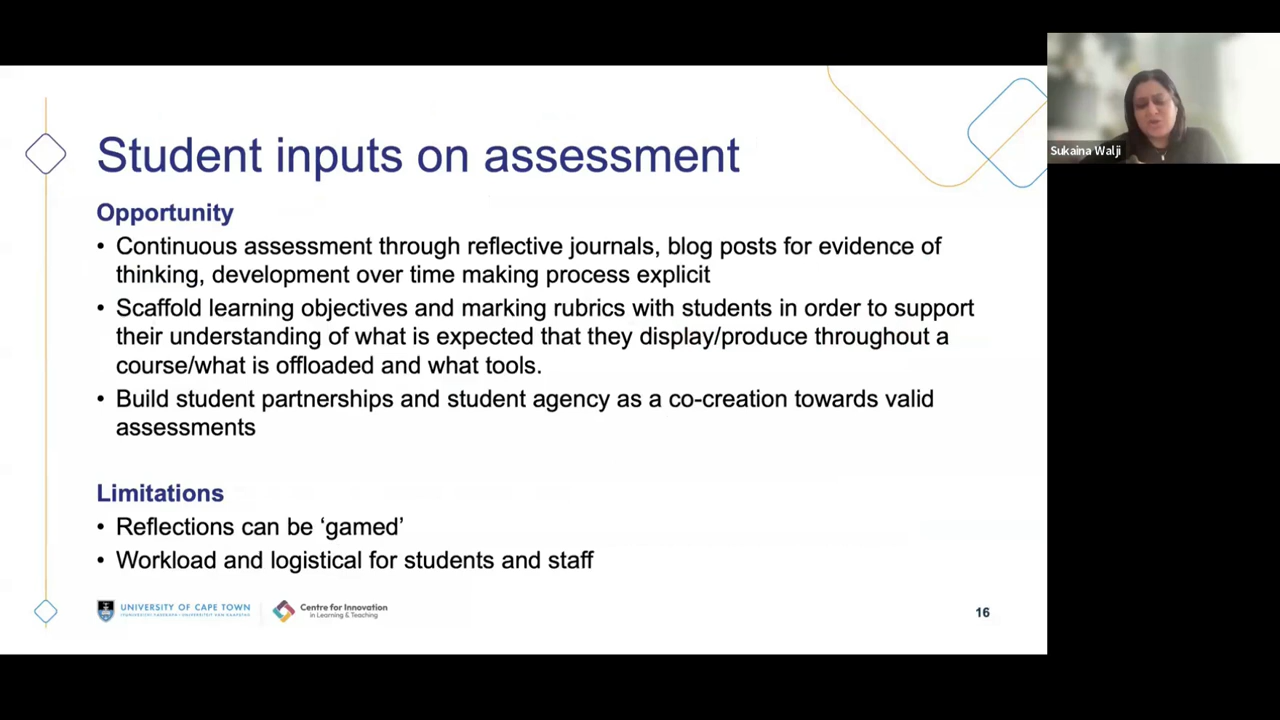 Student inputs on assessment
Opportunity
• Continuous assessment through reflective journals, blog posts for evidence of
thinking, development over time making process explicit
• Scaffold learning objectives and marking rubrics with students in order to support
their understanding of what is expected that they display/produce throughout a
course/what is offloaded and what tools.
• Build student partnerships and student agency as a co-creation towards valid
assessments
Limitations
• Reflections can be ‘gamed’
• Workload and logistical for students and staff
UNIVERSITY OF CAPE TOWN
Centre for Innovation
in Learning & Teaching
16
Sukaina Walji